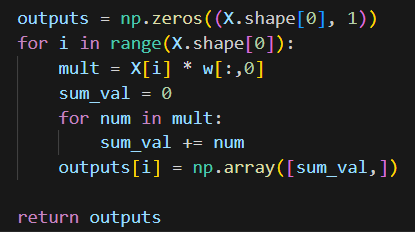 outputs = np.zeros((X.shape[0], 1))
for i in range(X.shape[0]):
    mult = X[i] * w[:,0]
    sum_val = 0
    for num in mult:
        sum_val += num
    outputs[i] = np.array([sum_val,])

return outputs